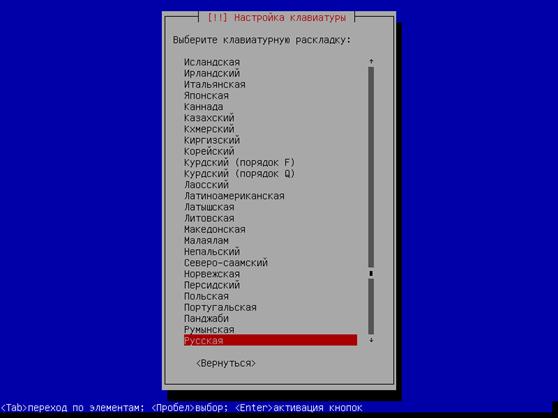 [!!] Настройка клавиатуры
Выберите клавиатурную раскладку:
Исландская
Ирландский
Итальянская
Японская
Каннада
Казахский
Кхмерский
Киргизский
Корейский
Курдский (порядок F)
Курдский (порядок Q)
Лаосский
Латиноамериканская
Латышская
Литовская
Македонская
Малаялам
Непальский
Северо-саамский
Норвежская
Персидский
Польская
Португальская
Панджаби
Румынская
Русская
<Вернуться>
<Tab>переход по элементам; <Пробел>выбор; <Enter>активация кнопок